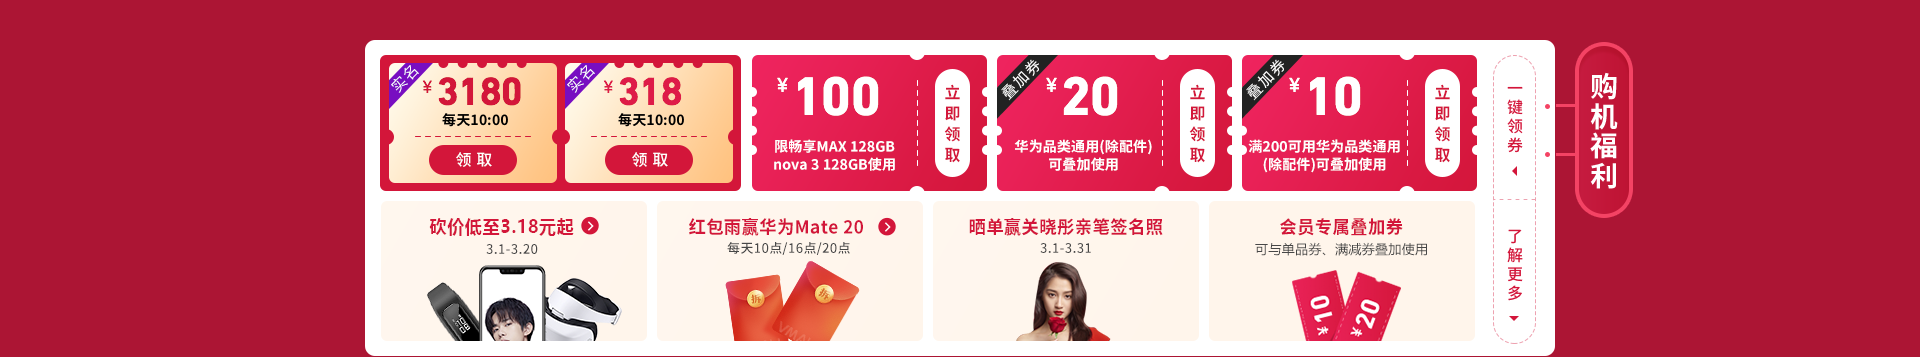 实名
¥3180
每天10:00
领取
实名
¥318
每天10:00
领取
¥100
限畅享MAX 128GB
nova 3 128GB使用
立即领取
叠加券
¥20
华为品类通用(除配件)
可叠加使用
立即领取
叠加券
¥10
满200可用华为品类通用
(除配件)可叠加使用
立即领取
一键领券
了解更多
购机福利
砍价低至3.18元起
3.1-3.20
红包雨赢华为Mate 20
每天10点/16点/20点
拆
拆
晒单赢关晓彤亲笔签名照
3.1-3.31
会员专属叠加券
可与单品券、满减券叠加使用
¥10
¥20